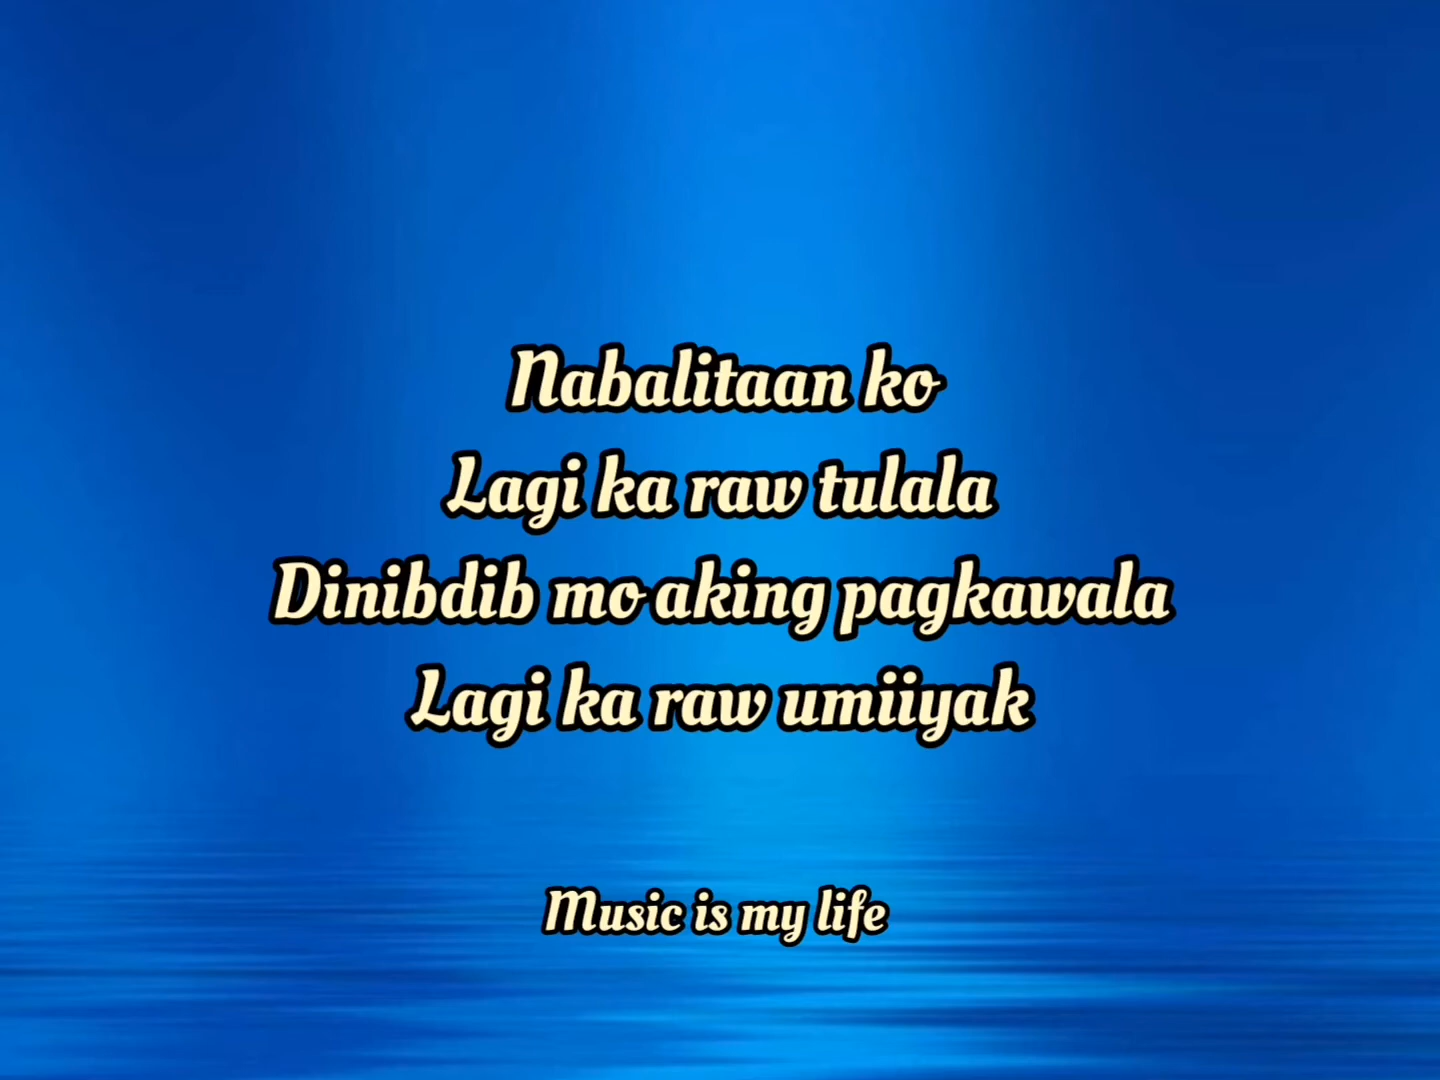 Nabalitaan ko
Lagi ka raw tulala
Dinibdib mo aking pagkawala
Lagi ka raw umiiyak
Music is my life